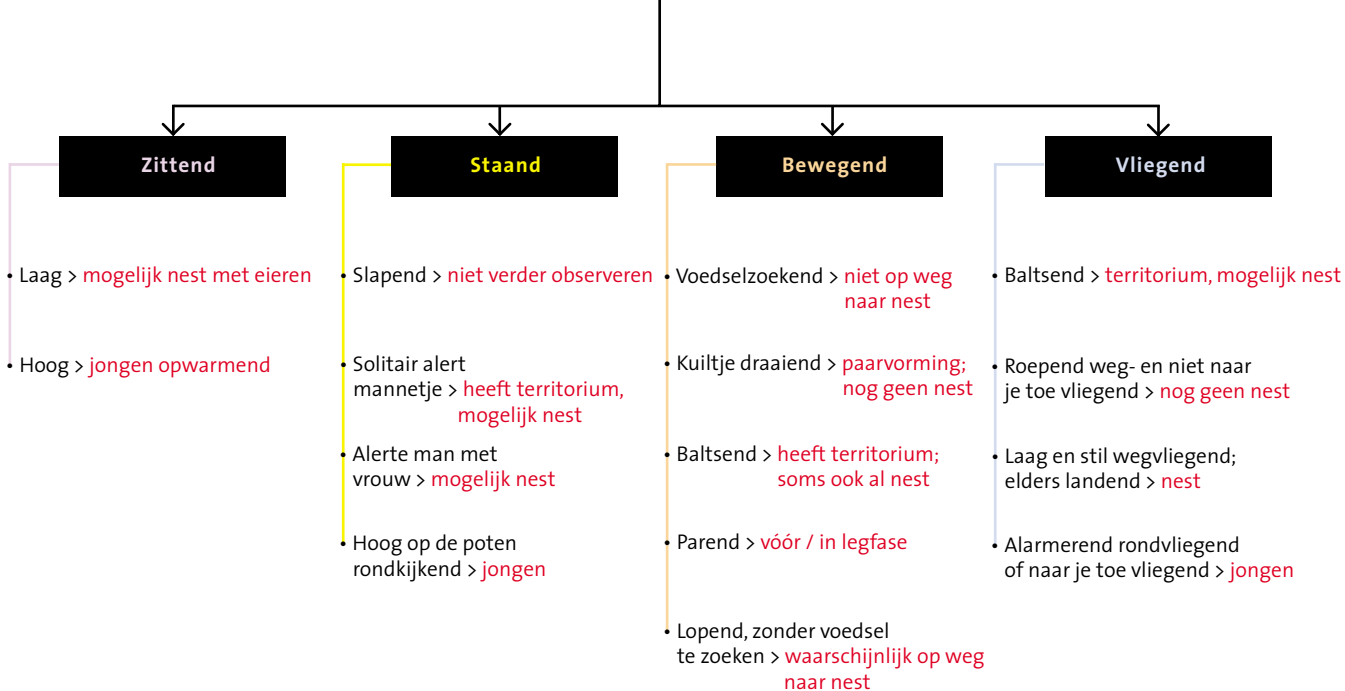 Zittend
• Laag > mogelijk nest met eieren
• Hoog > jongen opwarmend
Staand
• Slapend > niet verder observeren
• Solitair alert
mannetje > heeft territorium,
mogelijk nest
• Alerte man met
vrouw > mogelijk nest
• Hoog op de poten
rondkijkend > jongen
Bewegend
• Voedselzoekend > niet op weg
naar nest
• Kuiltje draaiend > paarvorming;
nog geen nest
• Baltsend > heeft territorium;
soms ook al nest
• Parend > vóór / in legfase
• Lopend, zonder voedsel
te zoeken > waarschijnlijk op weg
naar nest
Vliegend
• Baltsend > territorium, mogelijk nest
• Roepend weg- en niet naar
je toe vliegend > nog geen nest
• Laag en stil wegvliegend;
elders landend > nest
• Alarmerend rondvliegend
of naar je toe vliegend > jongen